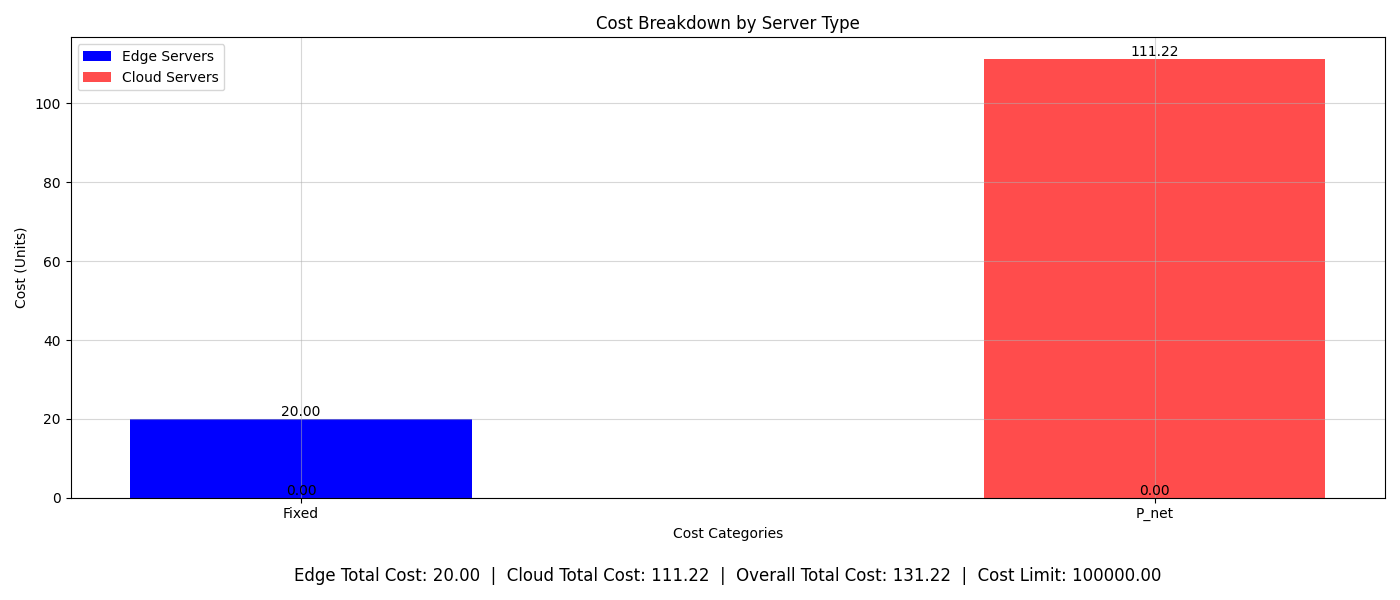 Cost Breakdown by Server Type
Edge Servers
Cloud Servers
111.22
100
80
60
40
20
0
Cost (Units)
20.00
0.00
0.00
Fixed
P_net
Cost Categories
Edge Total Cost: 20.00 | Cloud Total Cost: 111.22 | Overall Total Cost: 131.22 | Cost Limit: 100000.00